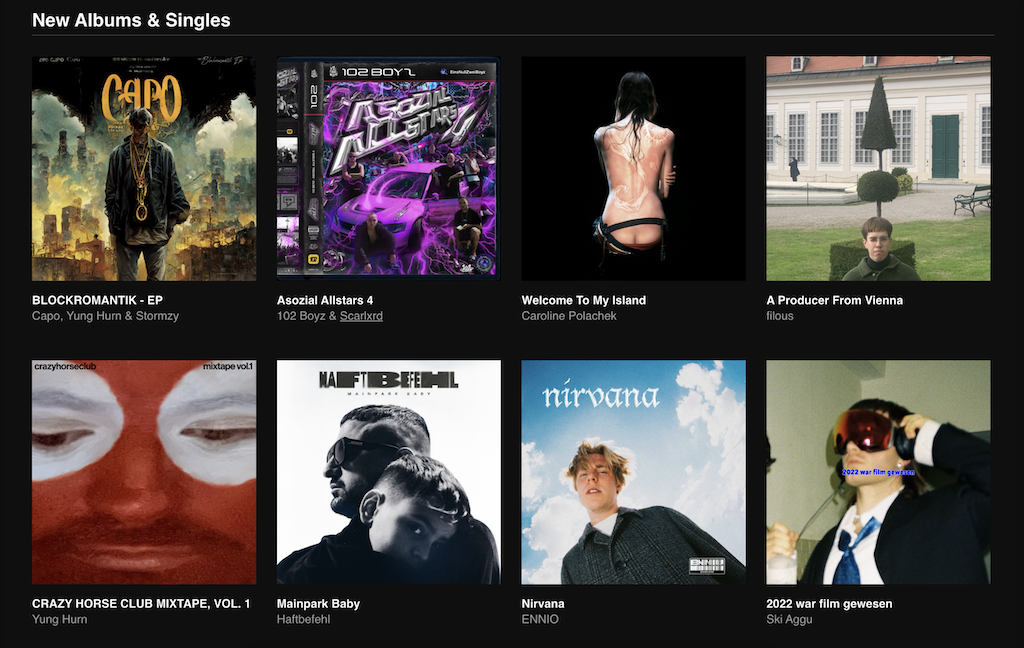 New Albums & Singles
CAPO
BLOCKROMANTIK - EP
Capo, Yung Hurn & Stormzy
102 BOYZ
EinsNullZweiBoyz
102
ASOZIAL
ALLSTARS
Asozial Allstars 4
102 Boyz & Scarlxrd
Welcome To My Island
Caroline Polachek
A Producer From Vienna
filous
crazyhorseclub
mixtape vol.1
CRAZY HORSE CLUB MIXTAPE, VOL. 1
Yung Hurn
HAFTBEFEHL
MAINPARK BABY
Mainpark Baby
Haftbefehl
nirvana
ENNIO
Nirvana
ENNIO
2022 war film gewesen
2022 war film gewesen
Ski Aggu